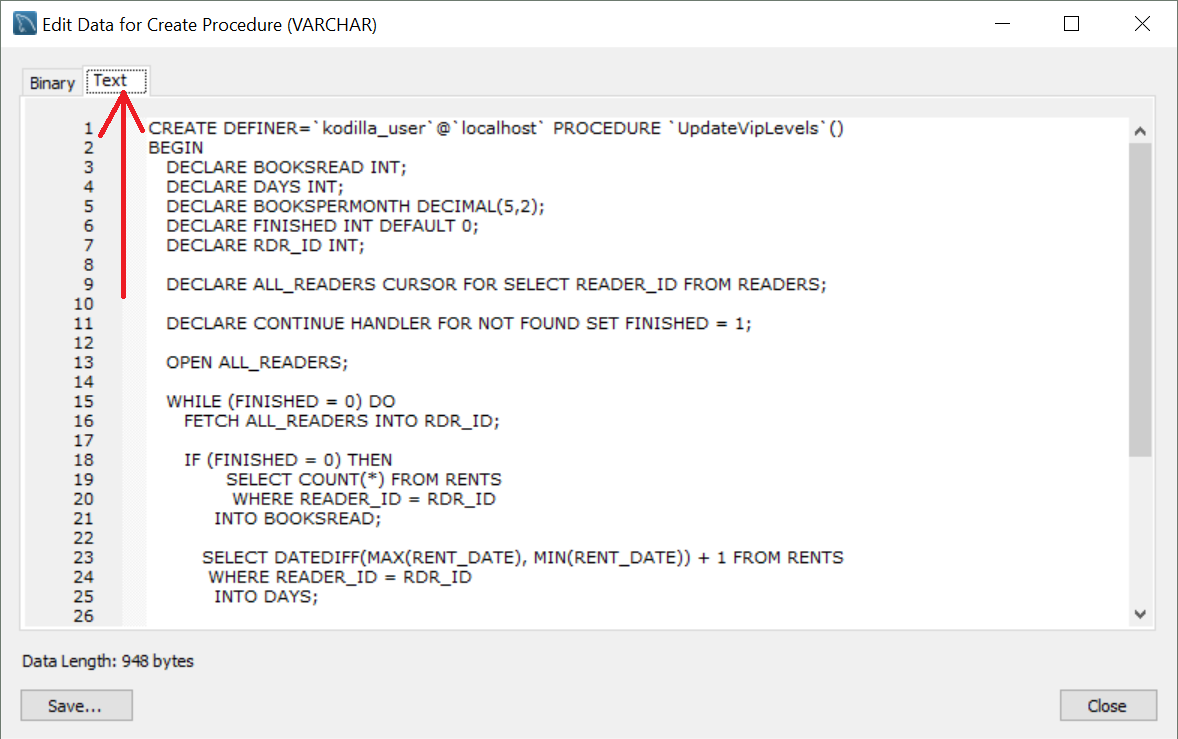 Edit Data for Create Procedure (VARCHAR)
Binary Text
1 CREATE DEFINER=`kodilla_user`@`localhost` PROCEDURE `UpdateVipLevels`()
2 BEGIN
3 DECLARE BOOKSREAD INT;
4 DECLARE DAYS INT;
5 DECLARE BOOKSPERMONTH DECIMAL(5,2);
6 DECLARE FINISHED INT DEFAULT 0;
7 DECLARE RDR_ID INT;
8
9 DECLARE ALL_READERS CURSOR FOR SELECT READER_ID FROM READERS;
10
11 DECLARE CONTINUE HANDLER FOR NOT FOUND SET FINISHED = 1;
12
13 OPEN ALL_READERS;
14
15 WHILE (FINISHED = 0) DO
16 FETCH ALL_READERS INTO RDR_ID;
17
18 IF (FINISHED = 0) THEN
19 SELECT COUNT(*) FROM RENTS
20 WHERE READER_ID = RDR_ID
21 INTO BOOKSREAD;
22
23 SELECT DATEDIFF(MAX(RENT_DATE), MIN(RENT_DATE)) + 1 FROM RENTS
24 WHERE READER_ID = RDR_ID
25 INTO DAYS;
26
Data Length: 948 bytes
Save... Close